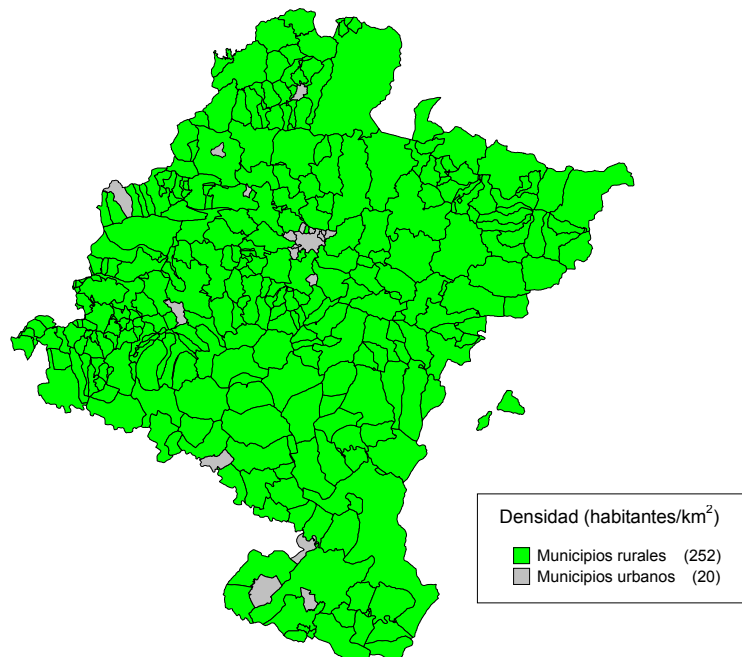 Densidad (habitantes/km²)
Municipios rurales (252)
Municipios urbanos (20)